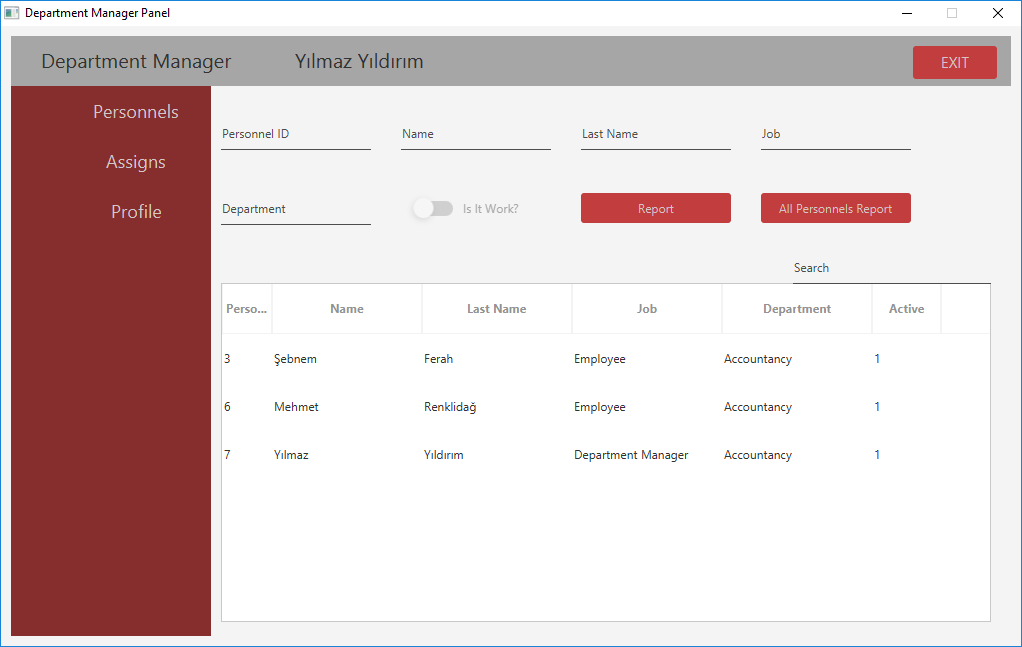 Department Manager Panel
Department Manager Yılmaz Yıldırım EXIT
Personnels
Assigns
Profile
Personnel ID Name Last Name Job
Department Is It Work? Report All Personnels Report
Search
Perso... Name Last Name Job Department Active
3 Şebnem Ferah Employee Accountancy 1
6 Mehmet Renklidağ Employee Accountancy 1
7 Yılmaz Yıldırım Department Manager Accountancy 1